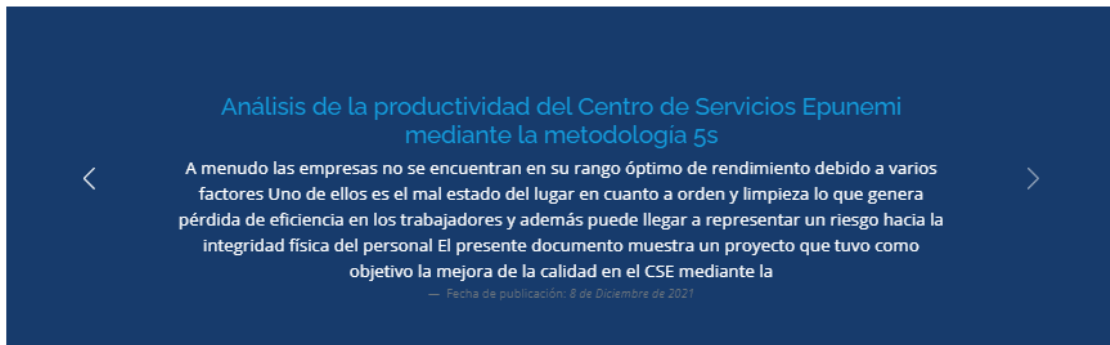 Análisis de la productividad del Centro de Servicios Epunemi
mediante la metodología 5s
A menudo las empresas no se encuentran en su rango óptimo de rendimiento debido a varios
factores Uno de ellos es el mal estado del lugar en cuanto a orden y limpieza lo que genera
pérdida de eficiencia en los trabajadores y además puede llegar a representar un riesgo hacia la
integridad física del personal El presente documento muestra un proyecto que tuvo como
objetivo la mejora de la calidad en el CSE mediante la
— Fecha de publicación: 8 de Diciembre de 2021